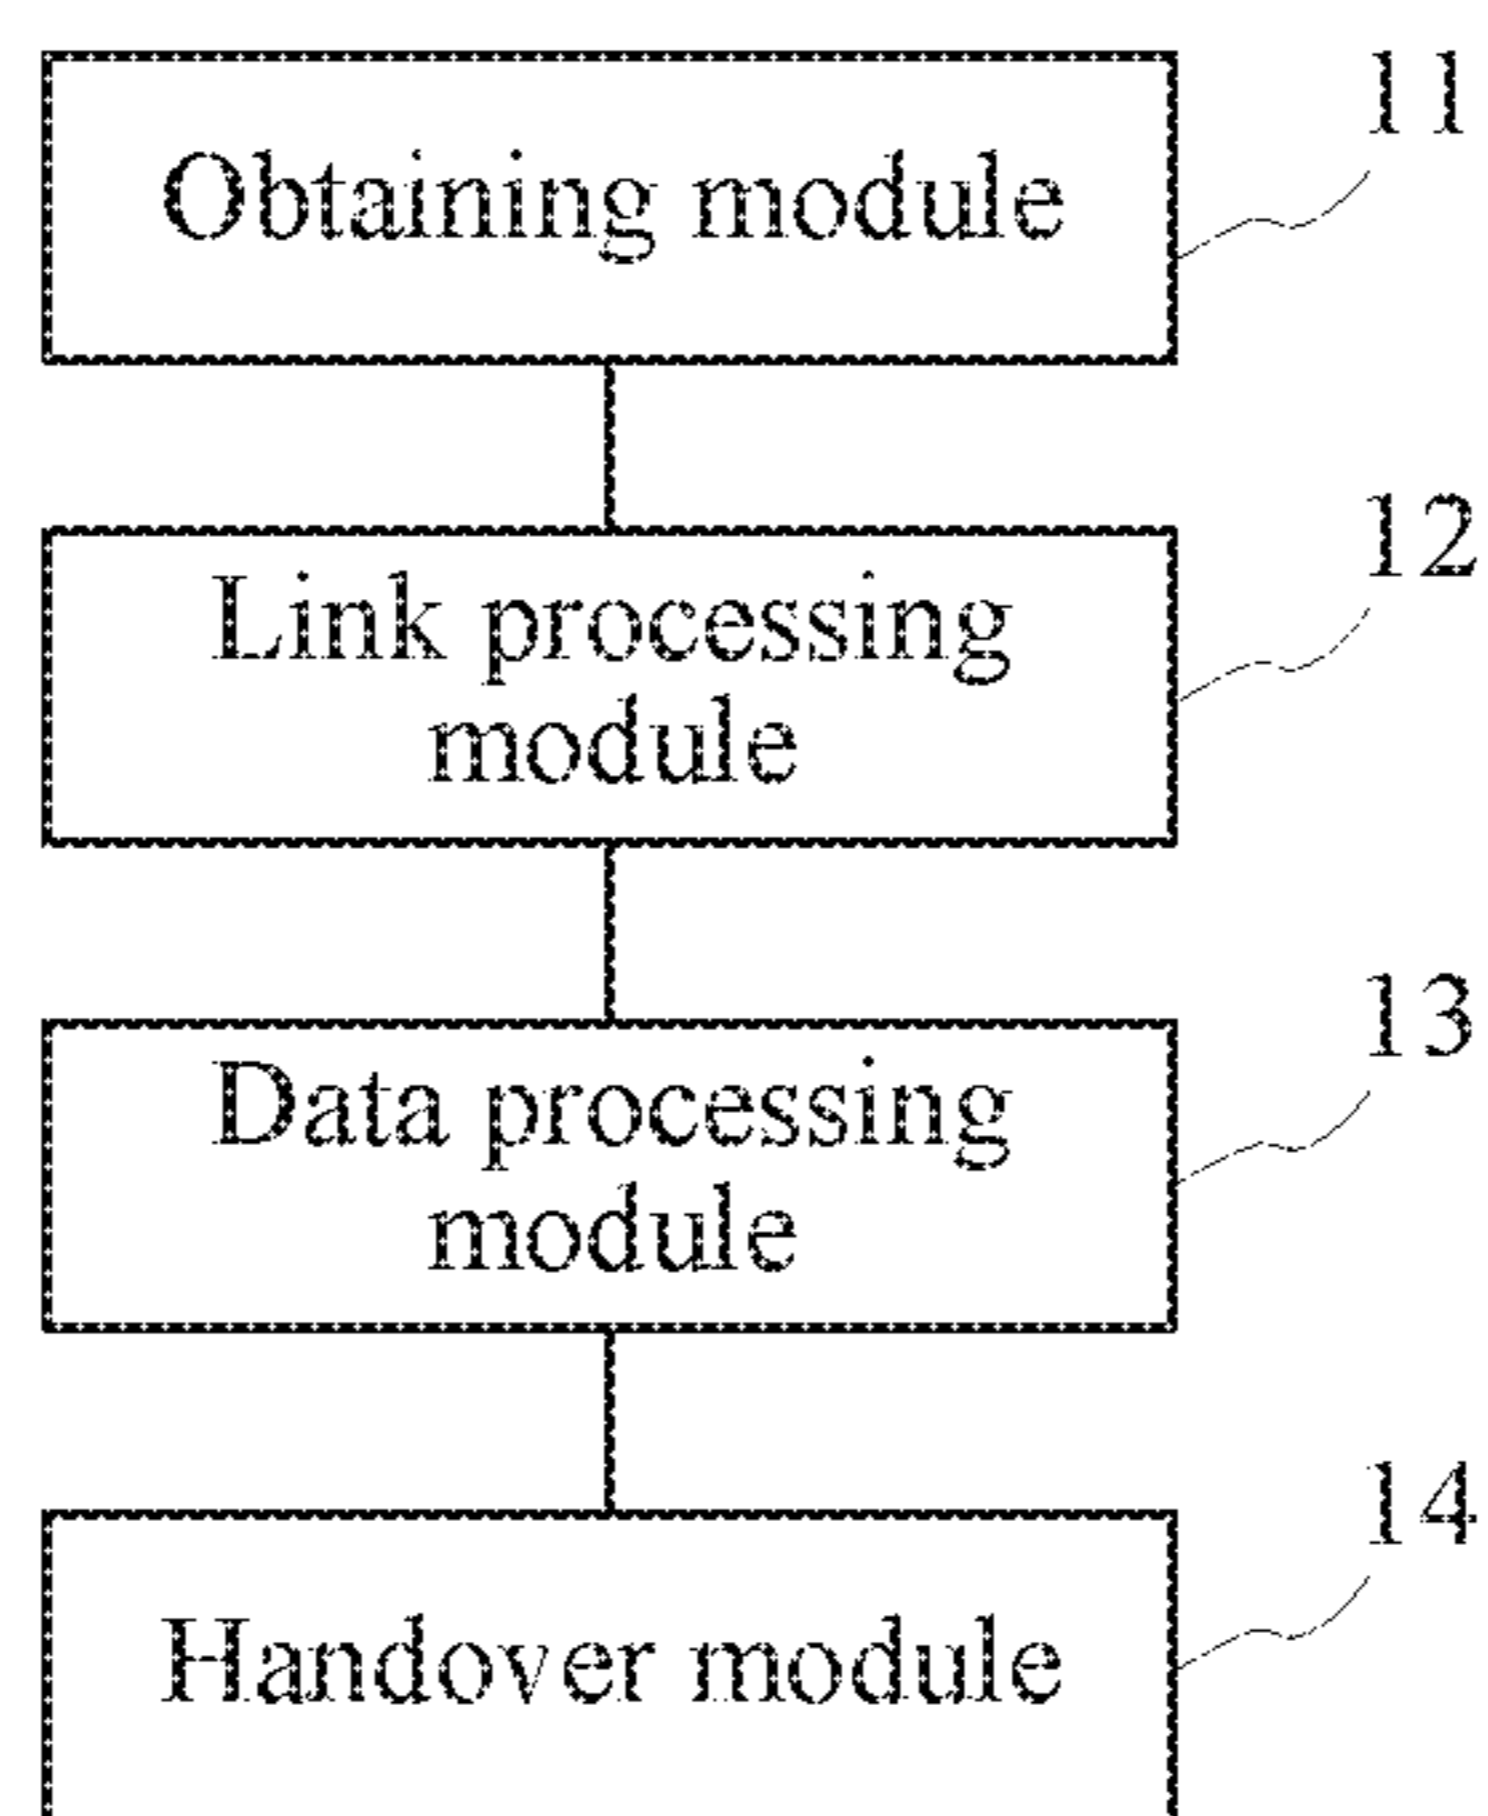 11
Obtaining module
12
Link processing
module
13
Data processing
module
14
Handover module